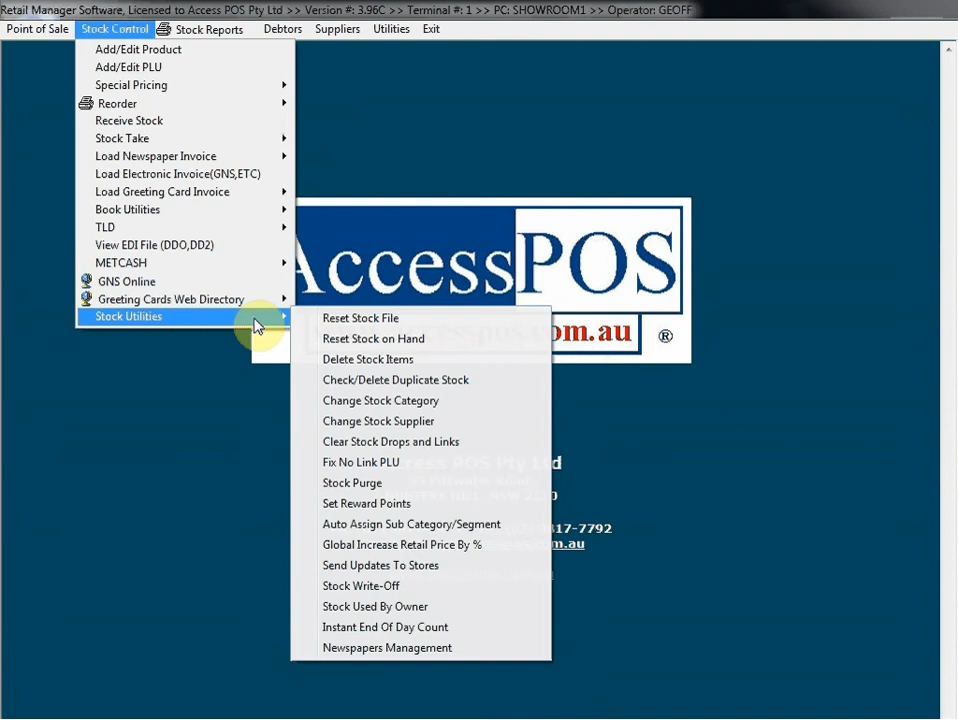 Retail Manager Software, Licensed to Access POS Pty Ltd >> Version #: 3.96C >> Terminal #: 1 >> PC: SHOWROOM1 >> Operator: GEOFF
Point of Sale Stock Control Stock Reports Debtors Suppliers Utilities Exit
Add/Edit Product
Add/Edit PLU
Special Pricing
Reorder
Receive Stock
Stock Take
Load Newspaper Invoice
Load Electronic Invoice(GNS,ETC)
Load Greeting Card Invoice
Book Utilities
TLD
View EDI File (DDO,DD2)
METCASH
GNS Online
Greeting Cards Web Directory
Stock Utilities
AccessPOS
.accesspos.com.au ®
Reset Stock File
Reset Stock on Hand
Delete Stock Items
Check/Delete Duplicate Stock
Change Stock Category
Change Stock Supplier
Clear Stock Drops and Links
Fix No Link PLU
Stock Purge
Set Reward Points
Auto Assign Sub Category/Segment
Global Increase Retail Price By %
Send Updates To Stores
Stock Write-Off
Stock Used By Owner
Instant End Of Day Count
Newspapers Management
Access POS Pty Ltd
817-7792
om.au